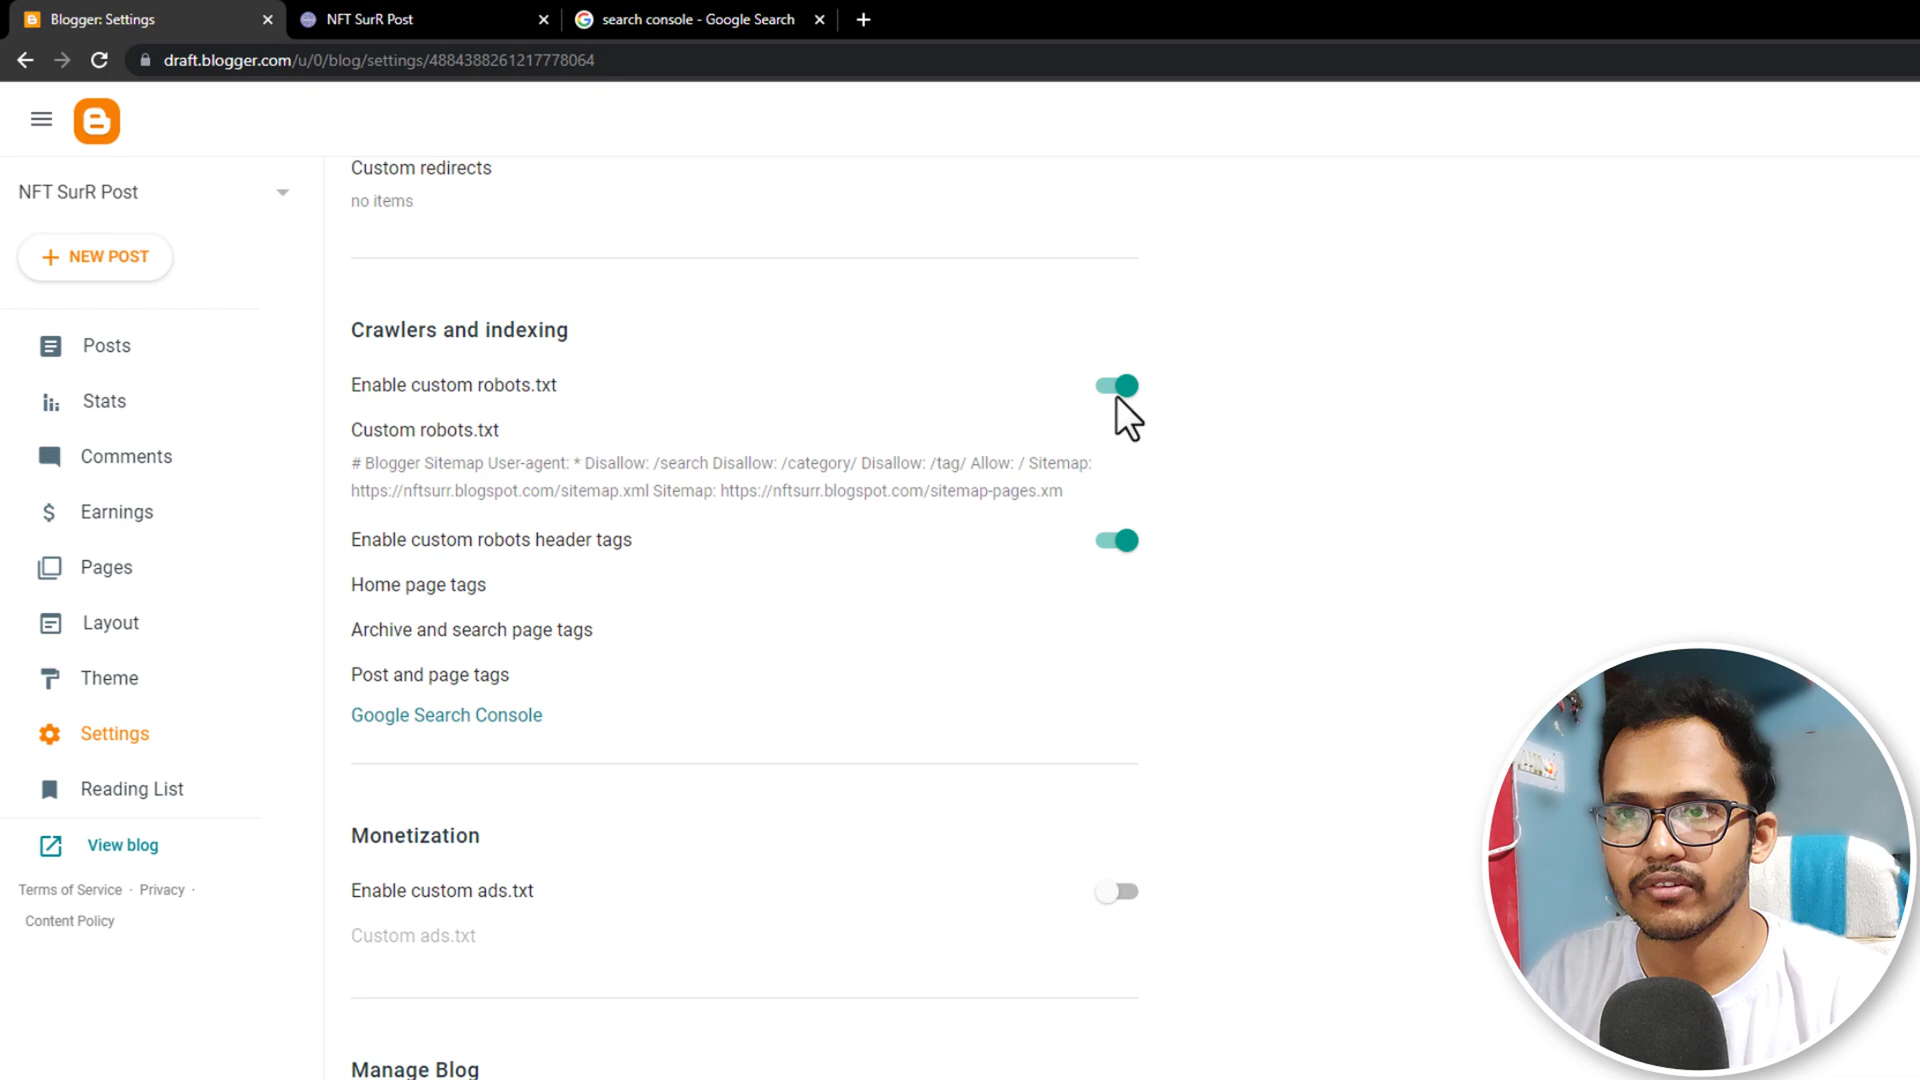 Blogger: Settings
NFT SurR Post
search console - Google Search
draft.blogger.com/u/0/blog/settings/4884388261217778064
NFT SurR Post
NEW POST
Posts
Stats
Comments
Earnings
Pages
Layout
Theme
Settings
Reading List
View blog
Terms of Service · Privacy ·
Content Policy
Custom redirects
no items
Crawlers and indexing
Enable custom robots.txt
Custom robots.txt
# Blogger Sitemap User-agent: * Disallow: /search Disallow: /category/ Disallow: /tag/ Allow: / Sitemap:
https://nftsurr.blogspot.com/sitemap.xml Sitemap: https://nftsurr.blogspot.com/sitemap-pages.xm
Enable custom robots header tags
Home page tags
Archive and search page tags
Post and page tags
Google Search Console
Monetization
Enable custom ads.txt
Custom ads.txt
Manage Blog